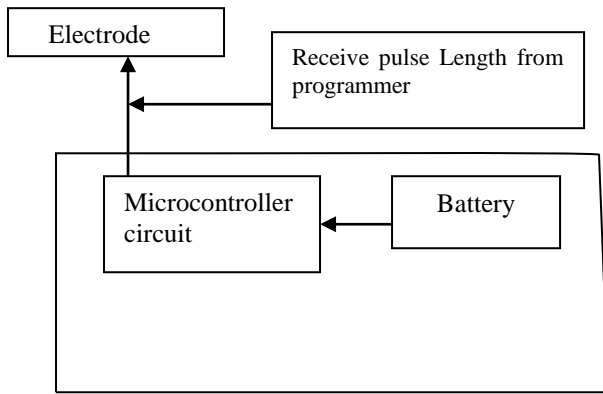 Electrode
Receive pulse Length from
programmer
Microcontroller
circuit
Battery